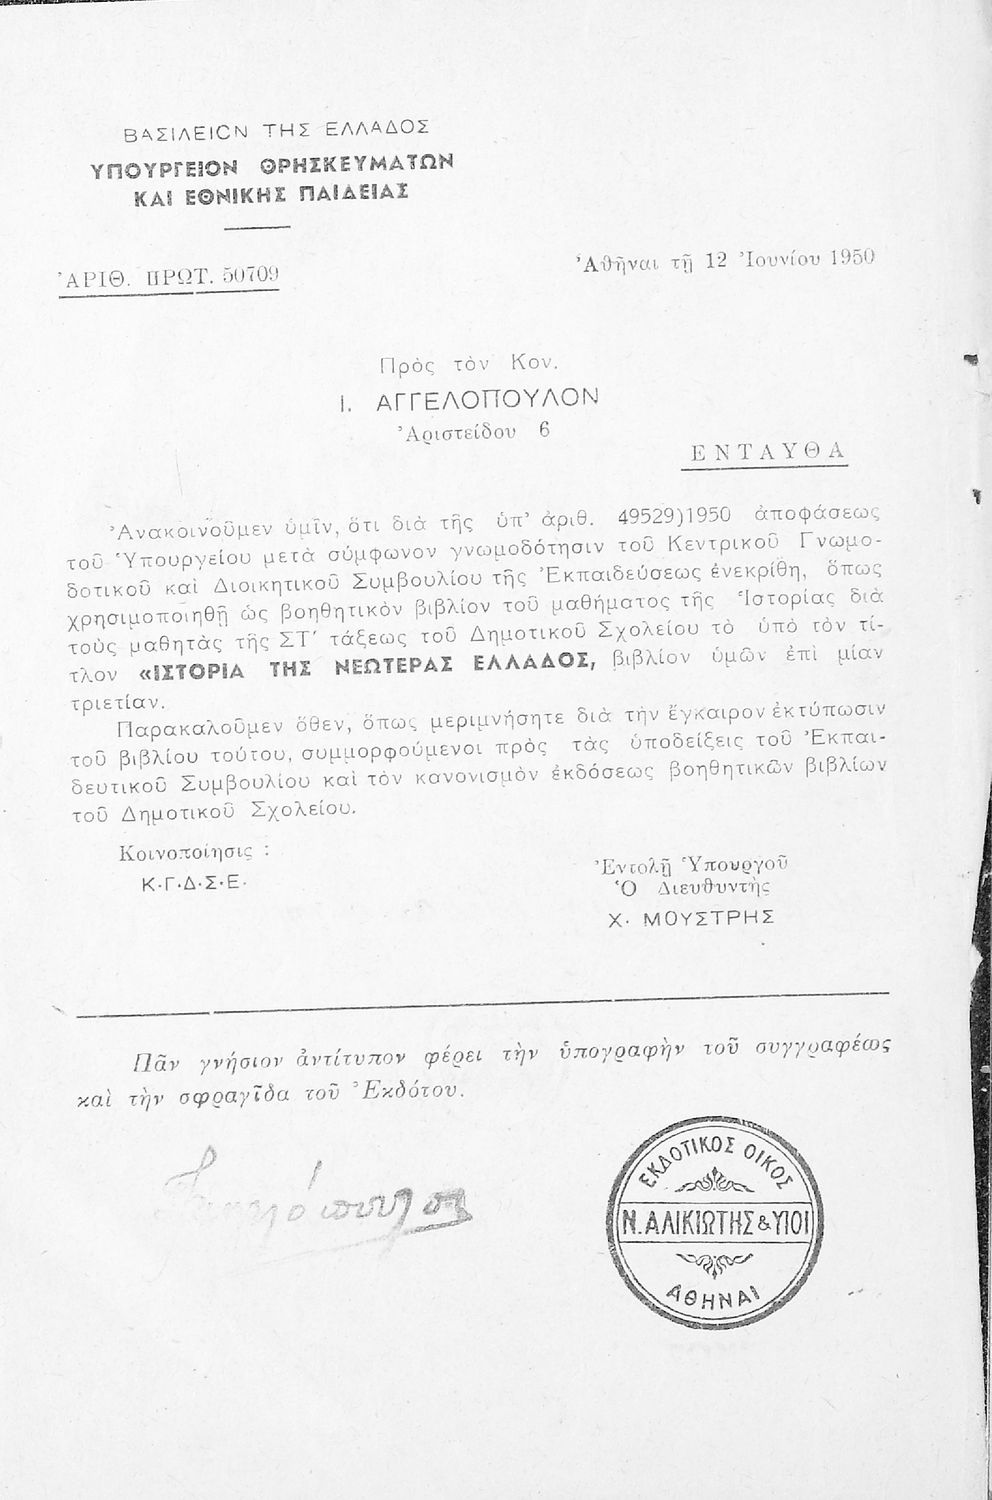 ΒΑΣΙΛΕΙΟΝ ΤΗΣ ΕΛΛΑΔΟΣ
ΥΠΟΥΡΓΕΙΟΝ ΘΡΗΣΚΕΥΜΑΤΩΝ
ΚΑΙ ΕΘΝΙΚΗΣ ΠΑΙΔΕΙΑΣ
Ἀθῆναι τῇ 12 Ἰουνίου 1950
ἈΡΙΘ. ΠΡΩΤ. 50709
Πρὸς τὸν Κον.
Ι. ΑΓΓΕΛΟΠΟΥΛΟΝ
Ἀριστείδου 6
ΕΝΤΑΥΘΑ
Ἀνακοινοῦμεν ὑμῖν, ὅτι διὰ τῆς ὑπ' ἀριθ. 49529)1950 ἀποφάσεως
τοῦ Ὑπουργείου μετὰ σύμφωνον γνωμοδότησιν τοῦ Κεντρικοῦ Γνωμο-
δοτικοῦ καὶ Διοικητικοῦ Συμβουλίου τῆς Ἐκπαιδεύσεως ἐνεκρίθη, ὅπως
χρησιμοποιηθῇ ὡς βοηθητικὸν βιβλίον τοῦ μαθήματος τῆς Ἱστορίας διὰ
τοὺς μαθητὰς τῆς ΣΤ' τάξεως τοῦ Δημοτικοῦ Σχολείου τὸ ὑπὸ τὸν τί-
τλον «ΙΣΤΟΡΙΑ ΤΗΣ ΝΕΩΤΕΡΑΣ ΕΛΛΑΔΟΣ, βιβλίον ὑμῶν ἐπὶ μίαν
τριετίαν.
Παρακαλοῦμεν ὅθεν, ὅπως μεριμνήσητε διὰ τὴν ἔγκαιρον ἐκτύπωσιν
τοῦ βιβλίου τούτου, συμμορφούμενοι πρὸς τὰς ὑποδείξεις τοῦ Ἐκπαι-
δευτικοῦ Συμβουλίου καὶ τὸν κανονισμὸν ἐκδόσεως βοηθητικῶν βιβλίων
τοῦ Δημοτικοῦ Σχολείου.
Κοινοποίησις :
Κ.Γ.Δ.Σ.Ε.
Ἐντολῇ Ὑπουργοῦ
Ὁ Διευθυντὴς
Χ. ΜΟΥΣΤΡΗΣ
Πᾶν γνήσιον ἀντίτυπον φέρει τὴν ὑπογραφὴν τοῦ συγγραφέως
καὶ τὴν σφραγῖδα τοῦ Ἐκδότου.
ΕΚΔΟΤΙΚΟΣ ΟΙΚΟΣ
Ν. ΑΛΙΚΙΩΤΗΣ & ΥΙΟΙ
ΑΘΗΝΑΙ